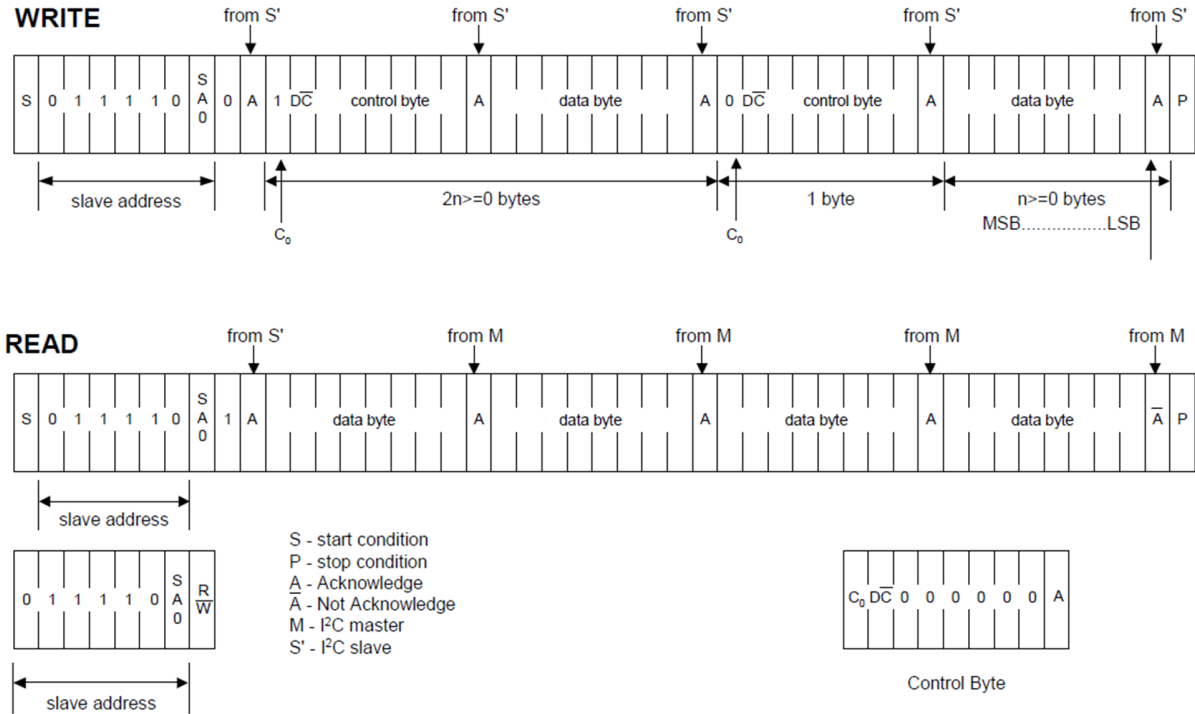 WRITE
from S' from S' from S' from S' from S'
S 0 1 1 1 1 0 SA0 0 A 1 DC̅ control byte A data byte A 0 DC̅ control byte A data byte A P
slave address 2n>=0 bytes 1 byte n>=0 bytes
MSB.................LSB
C₀ C₀
READ
from S' from M from M from M from M
S 0 1 1 1 1 0 SA0 1 A data byte A data byte A data byte A data byte A̅ P
slave address
S - start condition
P - stop condition
A - Acknowledge
A̅ - Not Acknowledge
M - I²C master
S' - I²C slave
0 1 1 1 1 0 SA0 R/W̅
slave address
C₀ DC̅ 0 0 0 0 0 0 A
Control Byte